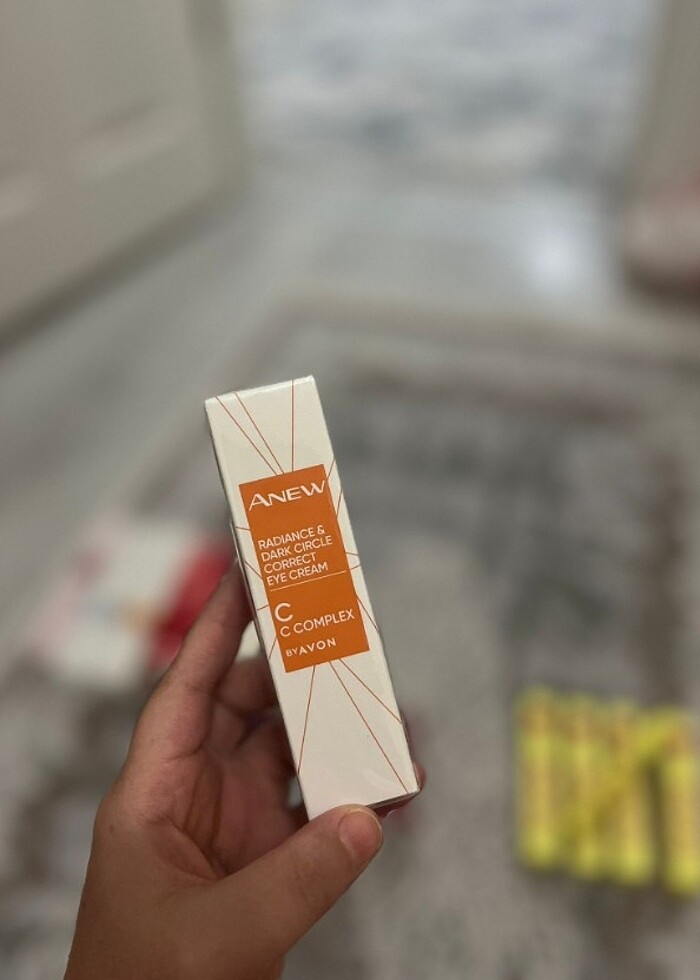 ANEW
RADIANCE &
DARK CIRCLE
CORRECT
EYE CREAM
C
C COMPLEX
BY AVON